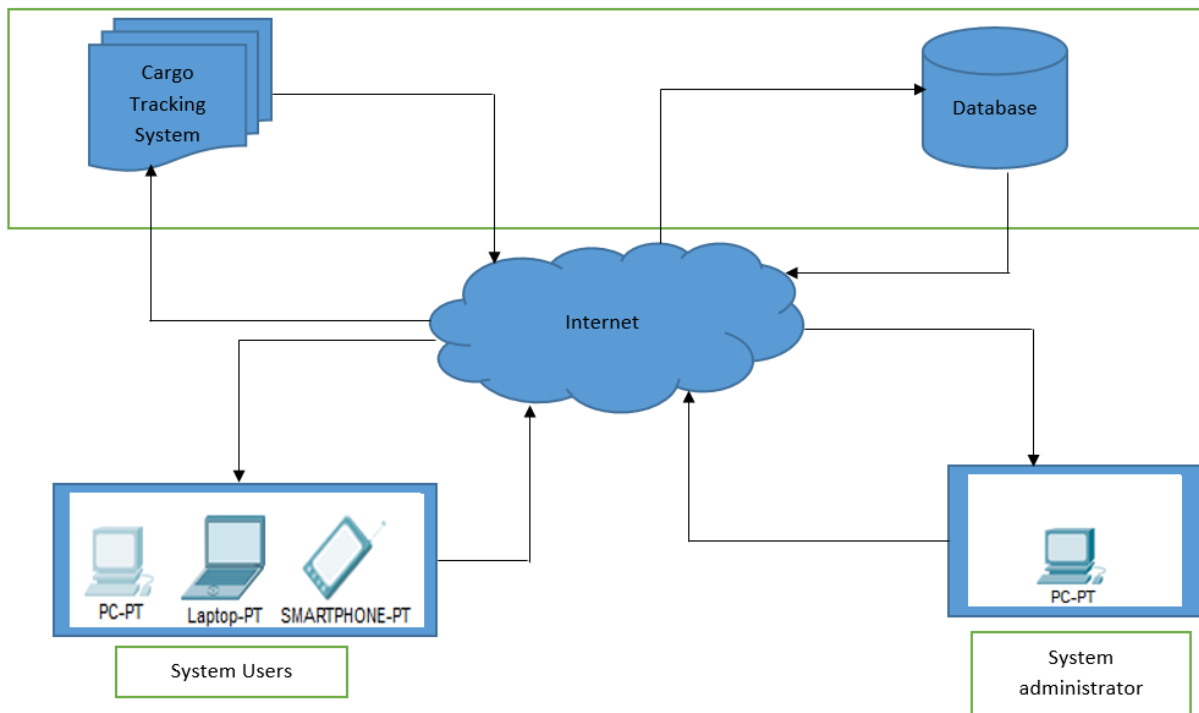 Cargo
Tracking
System
Database
Internet
PC-PT
Laptop-PT
SMARTPHONE-PT
PC-PT
System Users
System
administrator